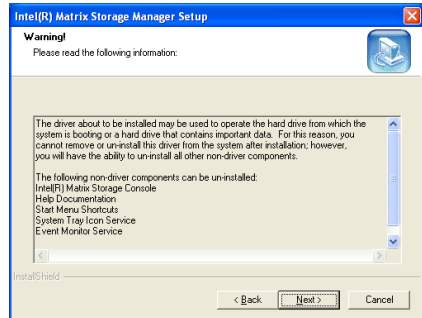 Intel(R) Matrix Storage Manager Setup
Warning!
Please read the following information:
The driver about to be installed may be used to operate the hard drive from which the
system is booting or a hard drive that contains important data. For this reason, you
cannot remove or un-install this driver from the system after installation; however,
you will have the ability to un-install all other non-driver components.
The following non-driver components can be un-installed:
Intel(R) Matrix Storage Console
Help Documentation
Start Menu Shortcuts
System Tray Icon Service
Event Monitor Service
InstallShield
< Back
Next >
Cancel